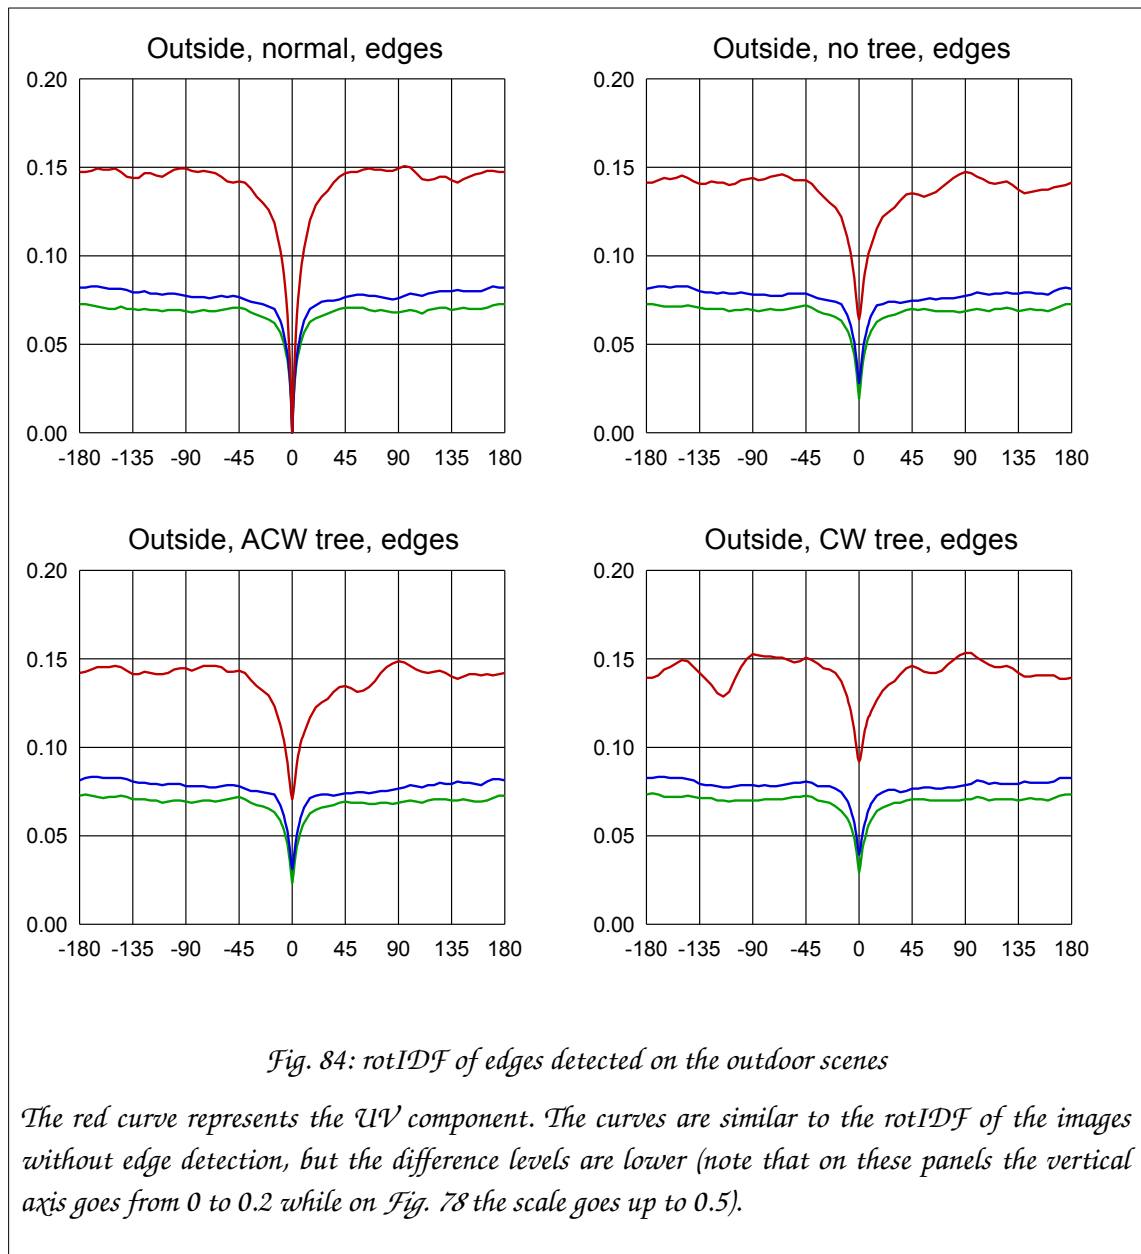 Outside, normal, edges
0.20
0.15
0.10
0.05
0.00
-180 -135 -90 -45 0 45 90 135 180
Outside, no tree, edges
0.20
0.15
0.10
0.05
0.00
-180 -135 -90 -45 0 45 90 135 180
Outside, ACW tree, edges
0.20
0.15
0.10
0.05
0.00
-180 -135 -90 -45 0 45 90 135 180
Outside, CW tree, edges
0.20
0.15
0.10
0.05
0.00
-180 -135 -90 -45 0 45 90 135 180
Fig. 84: rotIDF of edges detected on the outdoor scenes
The red curve represents the UV component. The curves are similar to the rotIDF of the images
without edge detection, but the difference levels are lower (note that on these panels the vertical
axis goes from 0 to 0.2 while on Fig. 78 the scale goes up to 0.5).